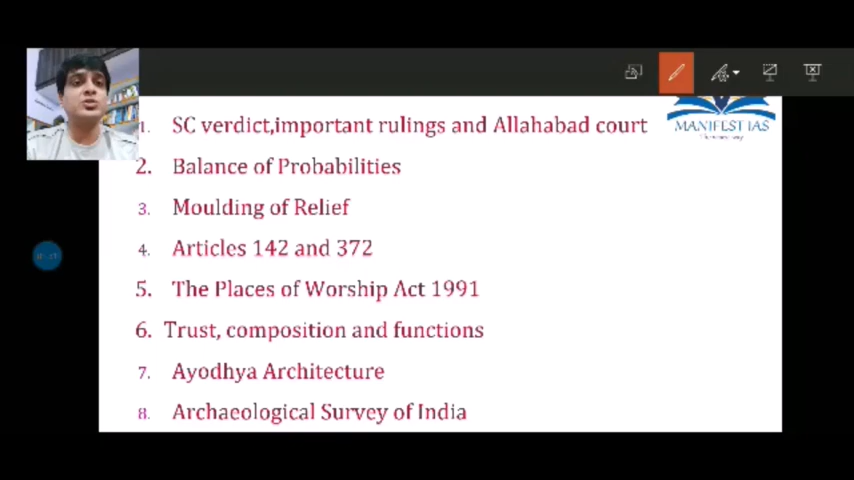 1. SC verdict,important rulings and Allahabad court
MANIFEST IAS
2. Balance of Probabilities
3. Moulding of Relief
4. Articles 142 and 372
5. The Places of Worship Act 1991
6. Trust, composition and functions
7. Ayodhya Architecture
8. Archaeological Survey of India